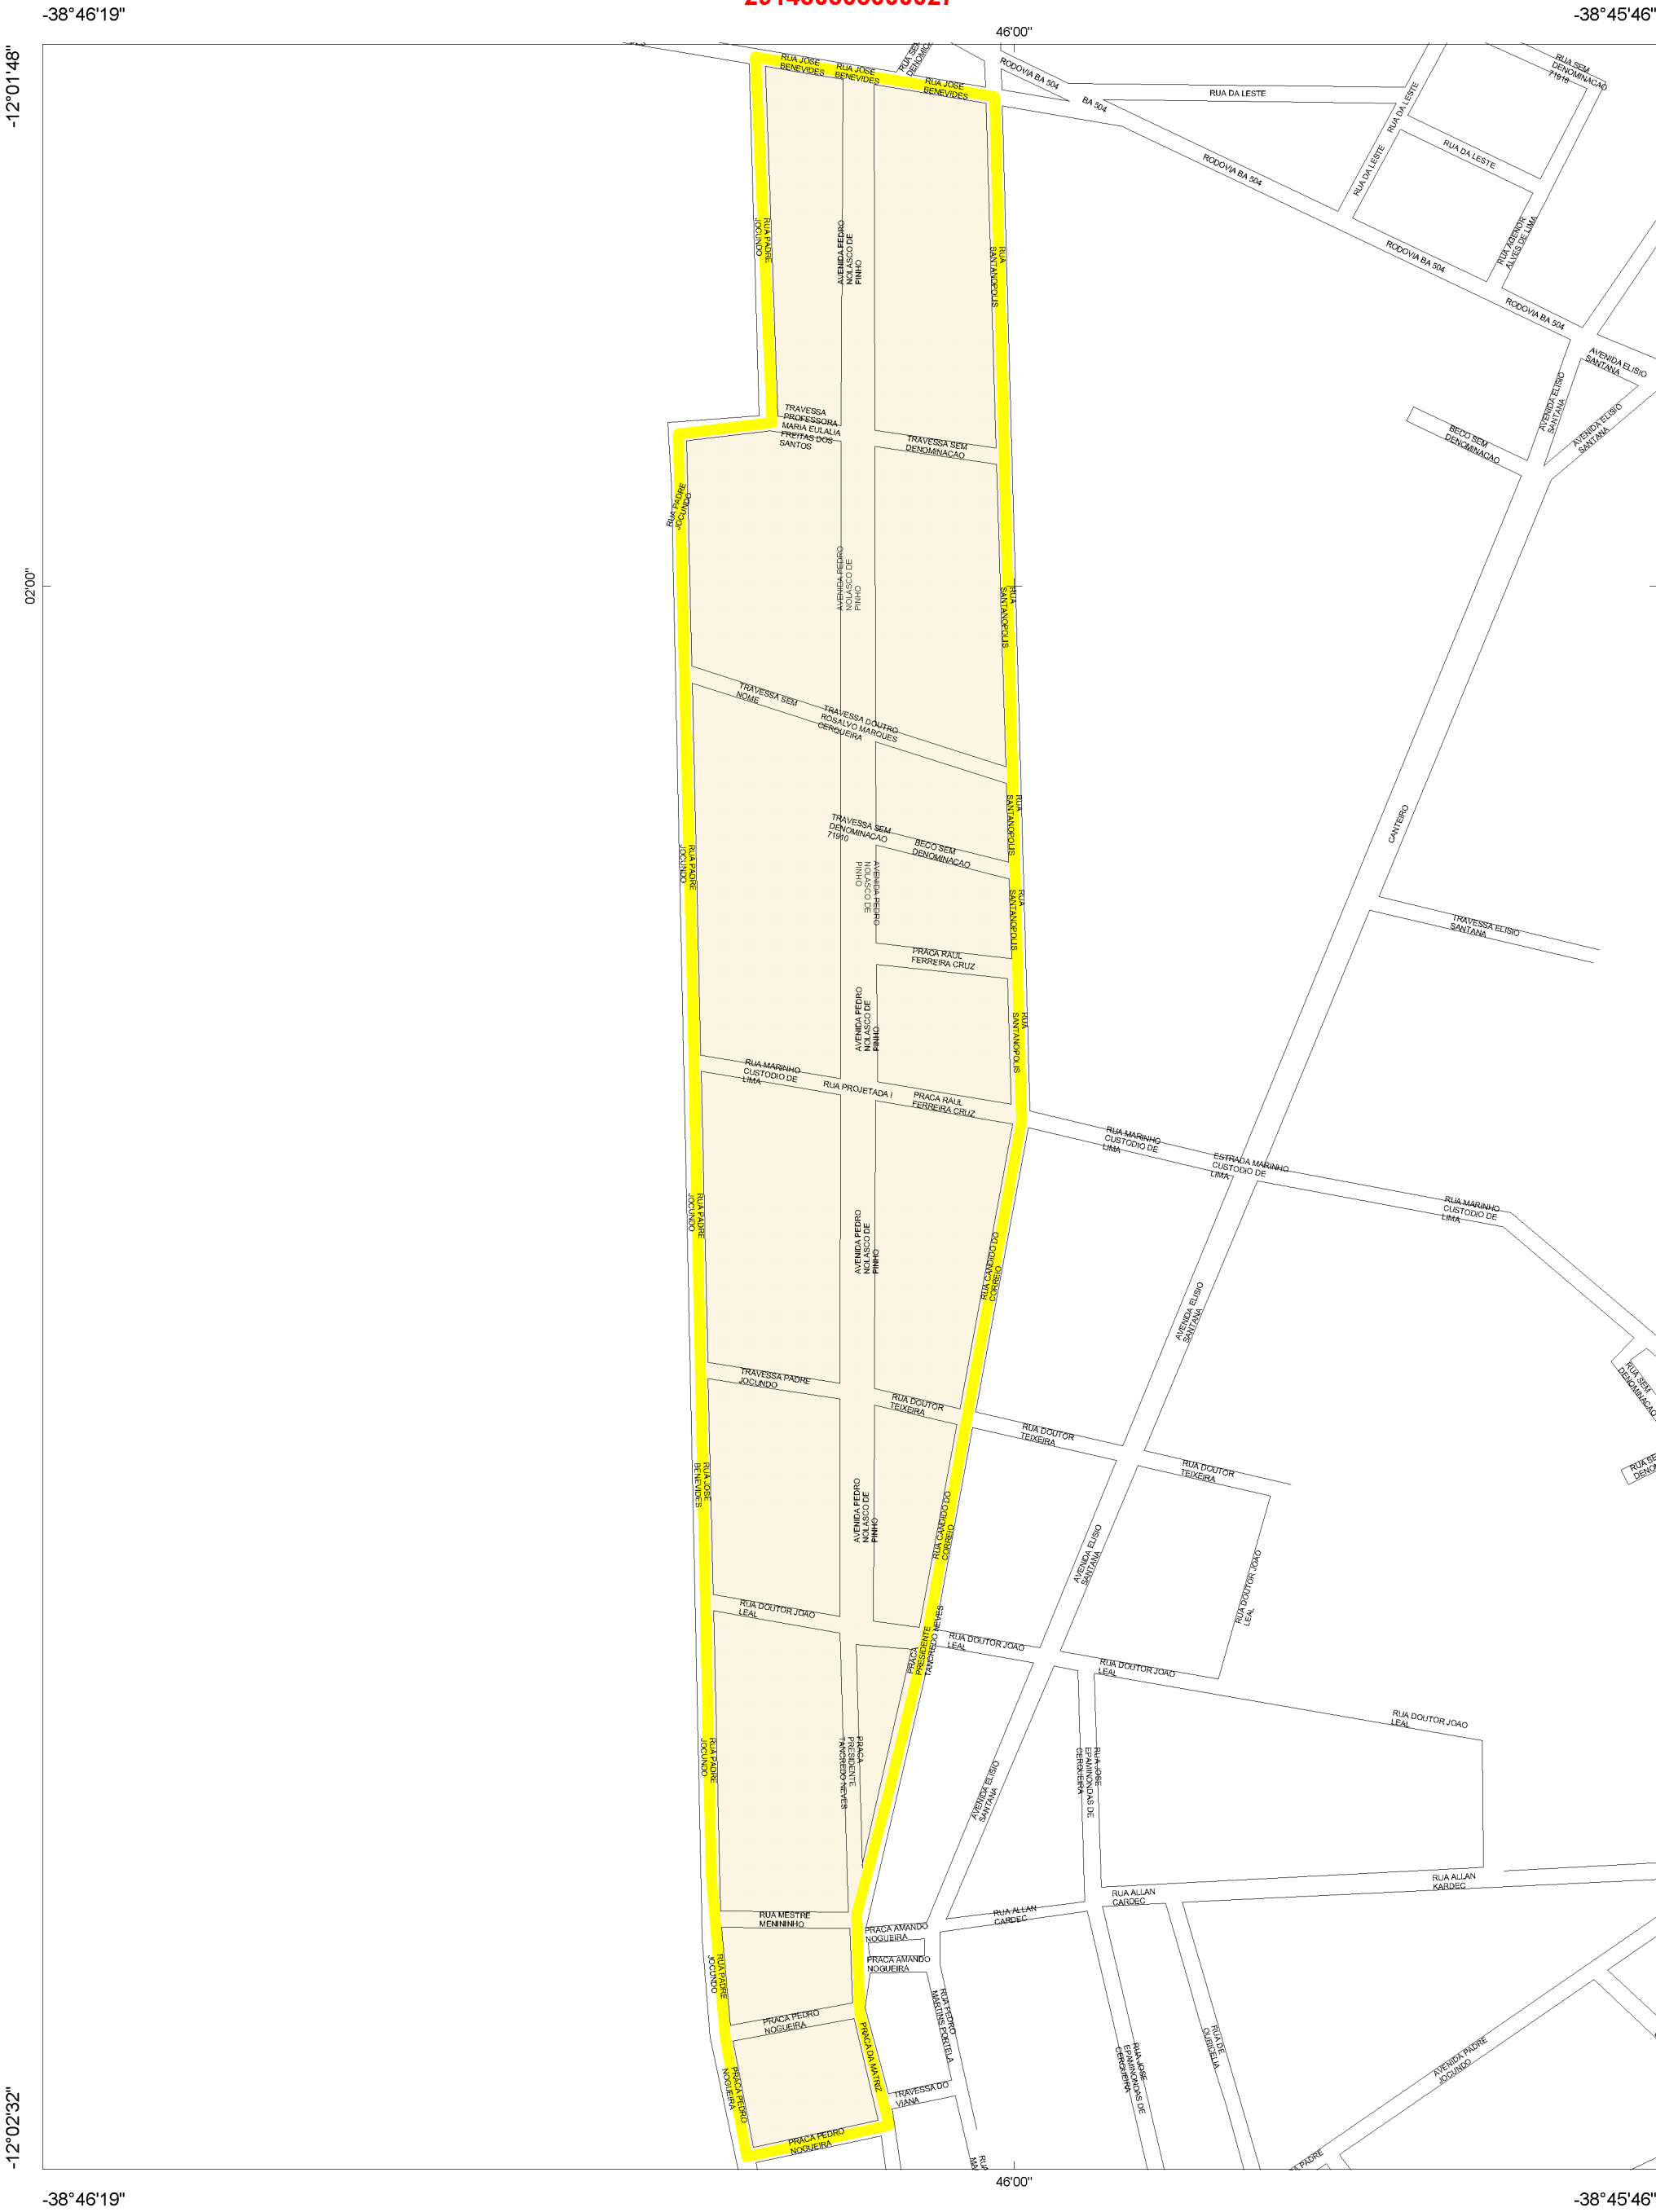 -38°46'19"
-38°45'46"
46'00"
-12°01'48"
RUA JOSE
BENEVIDES
RUA JOSE
BENEVIDES
RUA JOSE
BENEVIDES
RODOVIA BA 504
BA 504
RUA DA LESTE
RUA DA LESTE
RUA SEM
DENOMINACAO
71918
RUA DA LESTE
RUA DA LESTE
RODOVIA BA 504
RUA PADRE
JOCUNDO
AVENIDA PEDRO
NOLASCO DE
PINHO
RUA
SANTANOPOLIS
RUA AGENOR
ALVES DE LIMA
RODOVIA BA 504
RODOVIA BA 504
AVENIDA ELISIO
SANTANA
AVENIDA ELISIO
SANTANA
AVENIDA ELISIO
SANTANA
TRAVESSA
PROFESSORA
MARIA EULALIA
FREITAS DOS
SANTOS
TRAVESSA SEM
DENOMINACAO
BECO SEM
DENOMINACAO
RUA PADRE
JOCUNDO
02'00"
AVENIDA PEDRO
NOLASCO DE
PINHO
RUA
SANTANOPOLIS
TRAVESSA SEM
NOME
TRAVESSA DOUTRO
ROSALVO MARQUES
CERQUEIRA
RUA
SANTANOPOLIS
TRAVESSA SEM
DENOMINACAO
71910
BECO SEM
DENOMINACAO
CANTEIRO
RUA PADRE
JOCUNDO
AVENIDA PEDRO
NOLASCO DE
PINHO
RUA
SANTANOPOLIS
TRAVESSA ELISIO
SANTANA
PRACA RAUL
FERREIRA CRUZ
AVENIDA PEDRO
NOLASCO DE
PINHO
RUA
SANTANOPOLIS
RUA MARINHO
CUSTODIO DE
LIMA
RUA PROJETADA I
PRACA RAUL
FERREIRA CRUZ
RUA MARINHO
CUSTODIO DE
LIMA
ESTRADA MARINHO
CUSTODIO DE
LIMA
RUA MARINHO
CUSTODIO DE
LIMA
RUA PADRE
JOCUNDO
AVENIDA PEDRO
NOLASCO DE
PINHO
RUA CANDIDO DO
CORREIO
AVENIDA ELISIO
SANTANA
TRAVESSA PADRE
JOCUNDO
RUA DOUTOR
TEIXEIRA
RUA DOUTOR
TEIXEIRA
RUA DOUTOR
TEIXEIRA
RUA SEM
DENOMINACAO
RUA JOSE
BENEVIDES
AVENIDA PEDRO
NOLASCO DE
PINHO
RUA CANDIDO DO
CORREIO
AVENIDA ELISIO
SANTANA
RUA DOUTOR JOAO
LEAL
RUA DOUTOR JOAO
LEAL
PRACA
PRESIDENTE
TANCREDO NEVES
RUA DOUTOR JOAO
LEAL
RUA DOUTOR JOAO
LEAL
RUA DOUTOR JOAO
LEAL
RUA PADRE
JOCUNDO
PRACA
PRESIDENTE
TANCREDO NEVES
AVENIDA ELISIO
SANTANA
RUA JOSE
EPAMINONDAS DE
CERQUEIRA
RUA ALLAN
KARDEC
RUA ALLAN
CARDEC
RUA ALLAN
CARDEC
RUA MESTRE
MENININHO
PRACA AMANDO
NOGUEIRA
PRACA AMANDO
NOGUEIRA
RUA PADRE
JOCUNDO
PRACA PEDRO
NOGUEIRA
RUA PEDRO
MARTINS PORTELA
PRACA DA MATRIZ
RUA JOSE
EPAMINONDAS DE
CERQUEIRA
RUA DE
OURICELIA
AVENIDA PADRE
JOCUNDO
PRACA PEDRO
NOGUEIRA
TRAVESSA DO
VIANA
PRACA PEDRO
NOGUEIRA
-12°02'32"
46'00"
-38°46'19"
-38°45'46"